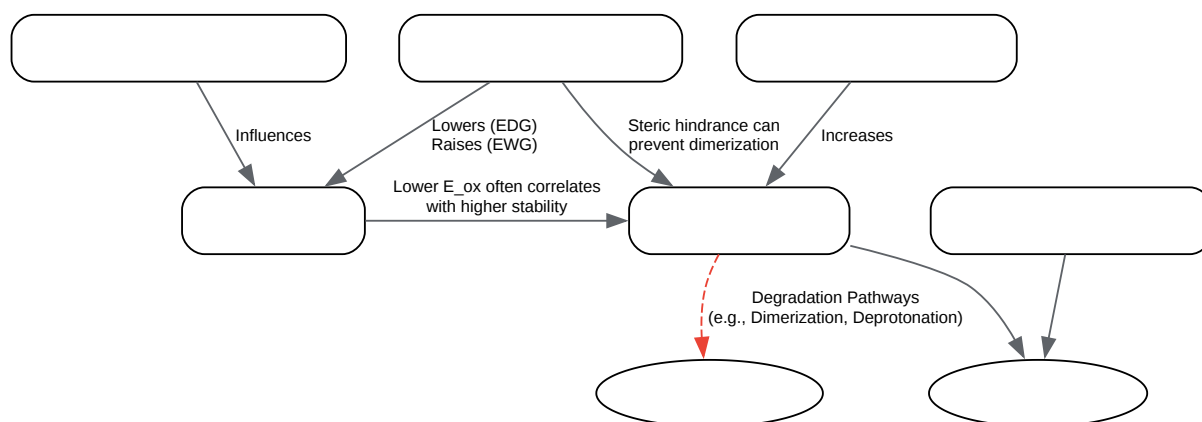 Influences
Lowers (EDG)
Raises (EWG)
Steric hindrance can
prevent dimerization
Increases
Lower E_ox often correlates
with higher stability
Degradation Pathways
(e.g., Dimerization, Deprotonation)